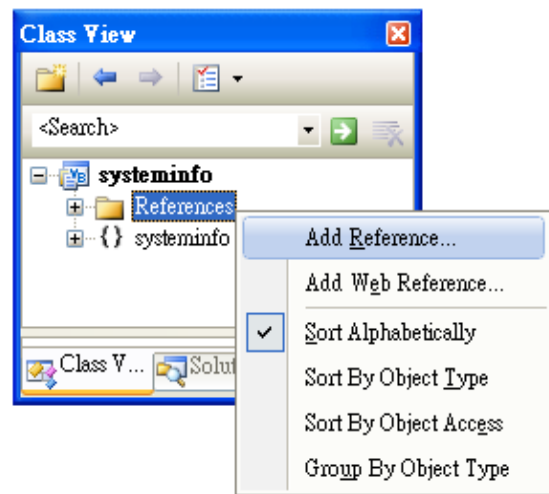 Class View
<Search>
VB systeminfo
References
{} systeminfo
Add Reference...
Add Web Reference...
Sort Alphabetically
Sort By Object Type
Sort By Object Access
Group By Object Type
Class V... Solut